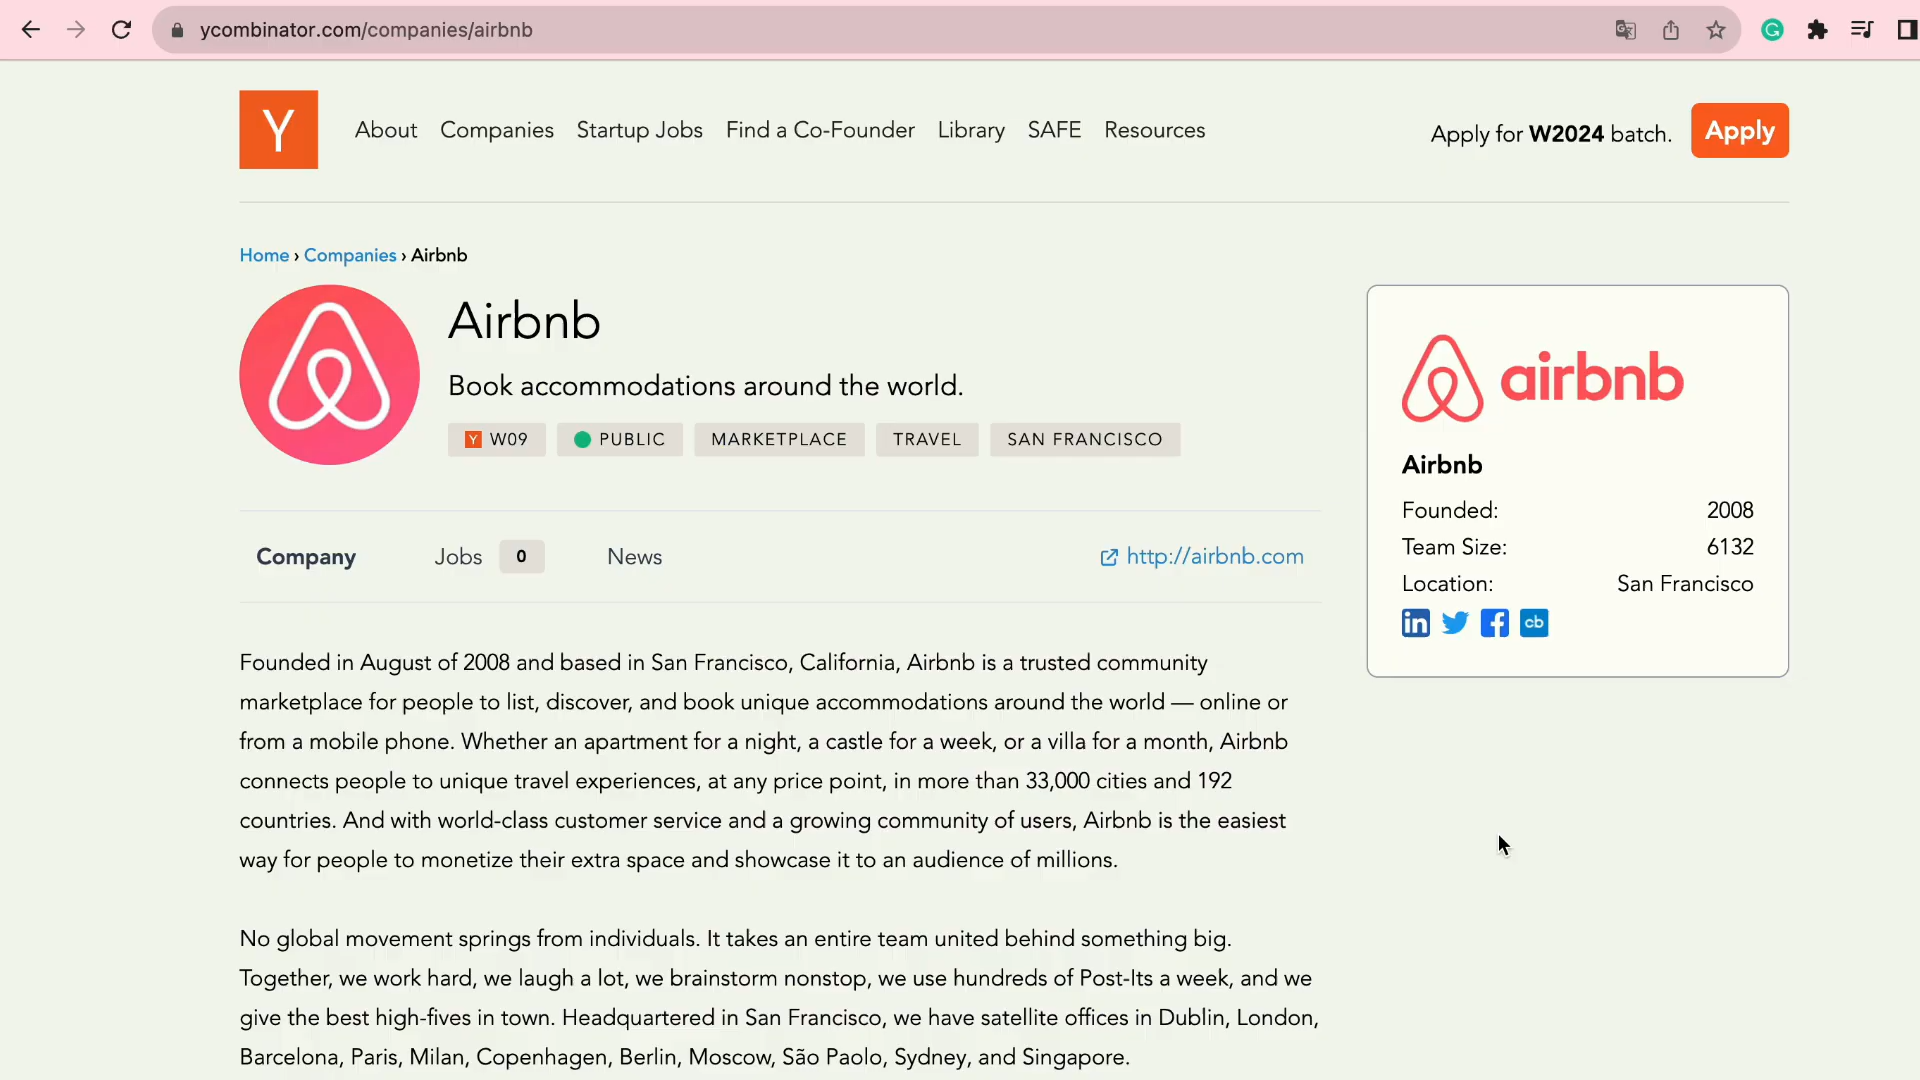 ycombinator.com/companies/airbnb
Y
About Companies Startup Jobs Find a Co-Founder Library SAFE Resources
Apply for W2024 batch. Apply
Home › Companies › Airbnb
Airbnb
Book accommodations around the world.
Y W09 PUBLIC MARKETPLACE TRAVEL SAN FRANCISCO
airbnb
Airbnb
Founded: 2008
Team Size: 6132
Location: San Francisco
in f cb
Company Jobs 0 News http://airbnb.com
Founded in August of 2008 and based in San Francisco, California, Airbnb is a trusted community
marketplace for people to list, discover, and book unique accommodations around the world — online or
from a mobile phone. Whether an apartment for a night, a castle for a week, or a villa for a month, Airbnb
connects people to unique travel experiences, at any price point, in more than 33,000 cities and 192
countries. And with world-class customer service and a growing community of users, Airbnb is the easiest
way for people to monetize their extra space and showcase it to an audience of millions.
No global movement springs from individuals. It takes an entire team united behind something big.
Together, we work hard, we laugh a lot, we brainstorm nonstop, we use hundreds of Post-Its a week, and we
give the best high-fives in town. Headquartered in San Francisco, we have satellite offices in Dublin, London,
Barcelona, Paris, Milan, Copenhagen, Berlin, Moscow, São Paolo, Sydney, and Singapore.